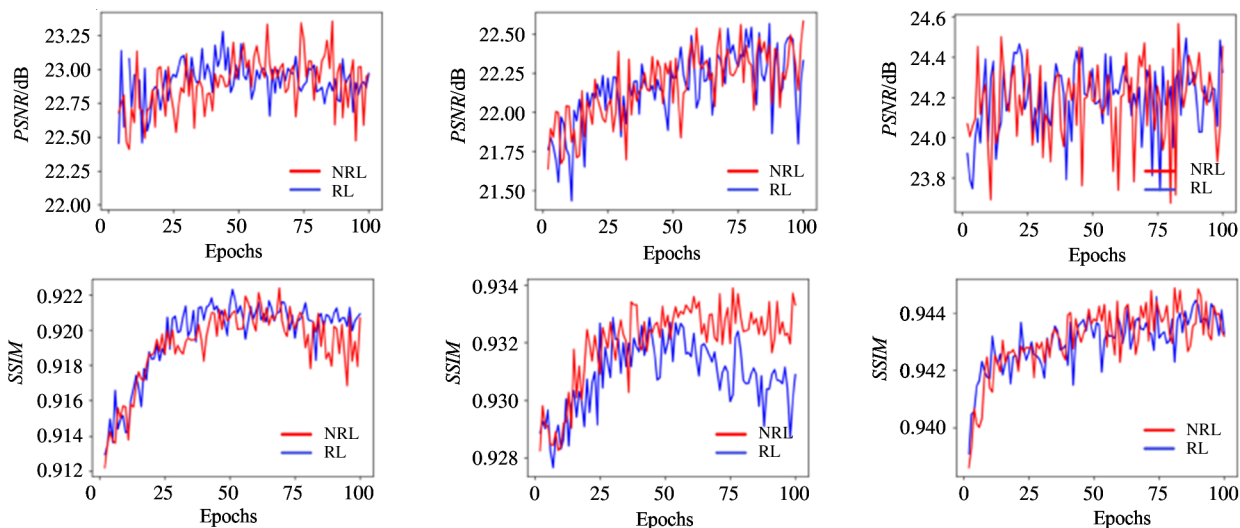 PSNR/dB
23.25
23.00
22.75
22.50
22.25
22.00
NRL
RL
0 25 50 75 100
Epochs
PSNR/dB
22.50
22.25
22.00
21.75
21.50
NRL
RL
0 25 50 75 100
Epochs
PSNR/dB
24.6
24.4
24.2
24.0
23.8
NRL
RL
0 25 50 75 100
Epochs
SSIM
0.922
0.920
0.918
0.916
0.914
0.912
NRL
RL
0 25 50 75 100
Epochs
SSIM
0.934
0.932
0.930
0.928
NRL
RL
0 25 50 75 100
Epochs
SSIM
0.944
0.942
0.940
NRL
RL
0 25 50 75 100
Epochs